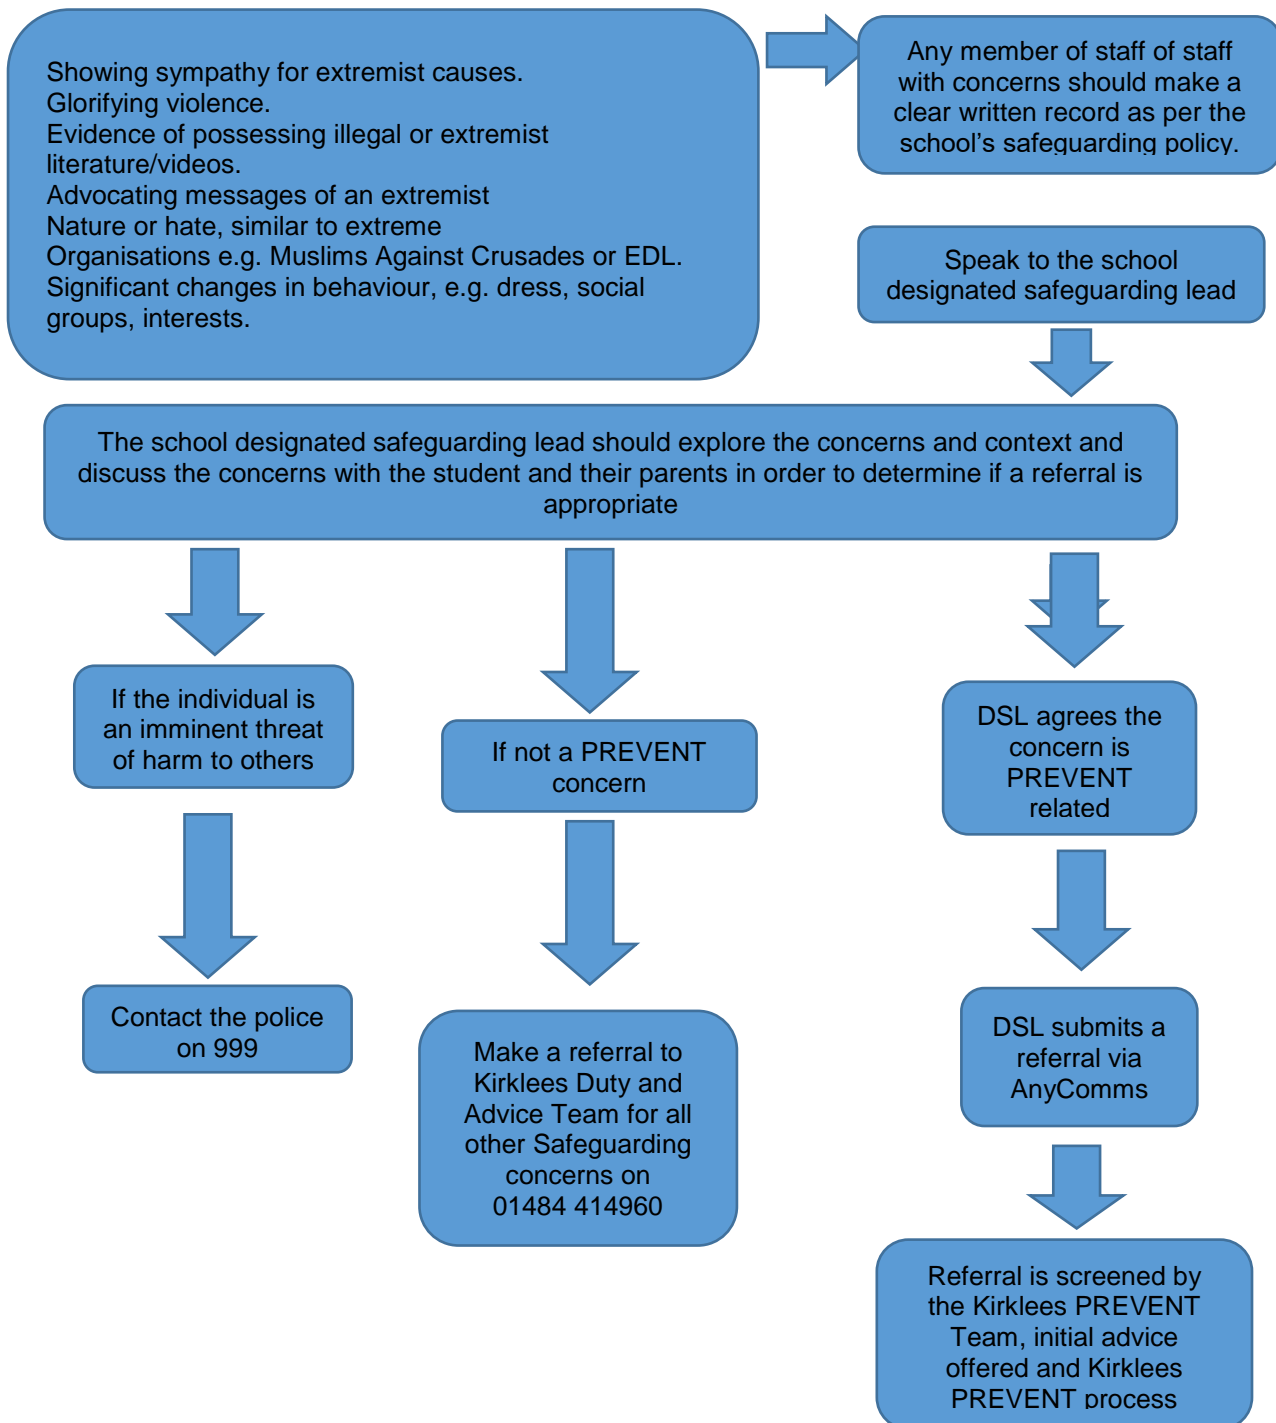 Showing sympathy for extremist causes.
Glorifying violence.
Evidence of possessing illegal or extremist
literature/videos.
Advocating messages of an extremist
Nature or hate, similar to extreme
Organisations e.g. Muslims Against Crusades or EDL.
Significant changes in behaviour, e.g. dress, social
groups, interests.
Any member of staff of staff
with concerns should make a
clear written record as per the
school’s safeguarding policy.
Speak to the school
designated safeguarding lead
The school designated safeguarding lead should explore the concerns and context and
discuss the concerns with the student and their parents in order to determine if a referral is
appropriate
If the individual is
an imminent threat
of harm to others
If not a PREVENT
concern
DSL agrees the
concern is
PREVENT
related
Contact the police
on 999
Make a referral to
Kirklees Duty and
Advice Team for all
other Safeguarding
concerns on
01484 414960
DSL submits a
referral via
AnyComms
Referral is screened by
the Kirklees PREVENT
Team, initial advice
offered and Kirklees
PREVENT process